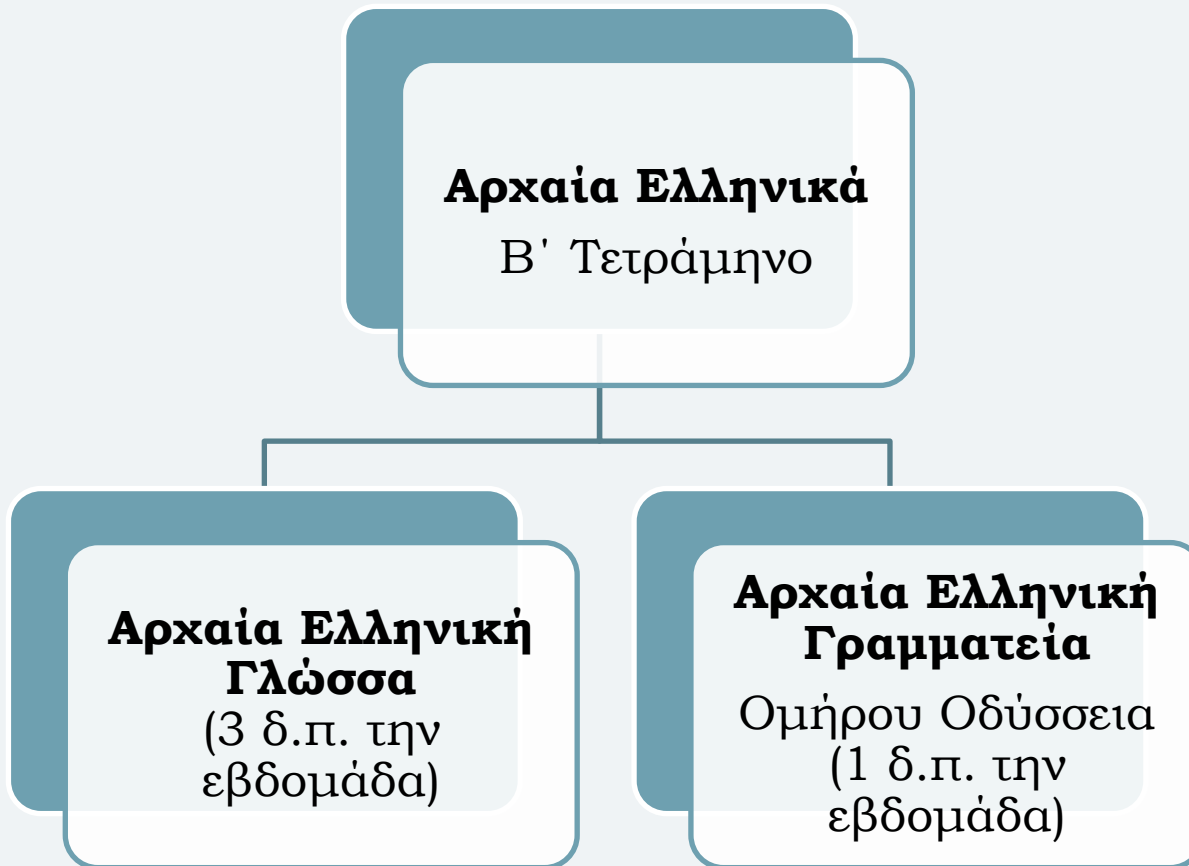 Αρχαία Ελληνικά
Β' Τετράμηνο
Αρχαία Ελληνική
Γλώσσα
(3 δ.π. την
εβδομάδα)
Αρχαία Ελληνική
Γραμματεία
Ομήρου Οδύσσεια
(1 δ.π. την
εβδομάδα)